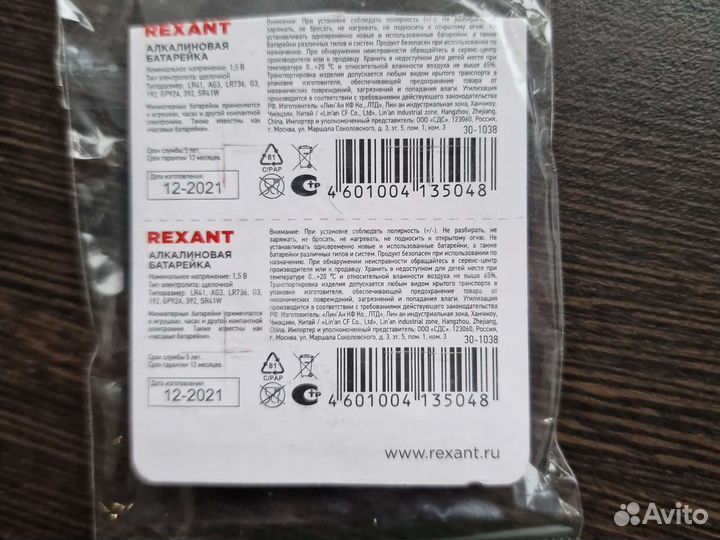 REXANT
АЛКАЛИНОВАЯ
БАТАРЕЙКА
Номинальное напряжение: 1,5 В
Тип электролита: щелочной
Типоразмер: LR41, AG3, LR736, G3,
192, GP92A, 392, SR41W
Миниатюрные батарейки применяются
в игрушках, часах и другой компактной
электронике. Также известны как
«часовые батарейки».
Срок службы 5 лет.
Срок гарантии 12 месяцев.
Дата изготовления:
12-2021
Внимание: При установке соблюдать полярность (+/-). Не разбирать, не
заряжать, не бросать, не нагревать, не подносить к открытому огню. Не
устанавливать одновременно новые и использованные батарейки, а также
батарейки различных типов и систем. Продукт безопасен при использовании.
При обнаружении неисправности обращайтесь в сервис-центр
производителя или к продавцу. Хранить в недоступном для детей месте при
температуре 0...+20 °C и относительной влажности воздуха не выше 65%.
Транспортировка изделия допускается любым видом крытого транспорта в
упаковке изготовителя, обеспечивающей предохранение товара от
механических повреждений, загрязнений и попадания влаги. Утилизация
производится в соответствии с требованиями действующего законодательства
РФ. Изготовитель: «Лин'Ан КФ Ко., ЛТД», Лин ан индустриал зона, Ханчжоу,
Чжэцзян, Китай / «Lin'an CF Co., Ltd», Lin'an industrial zone, Hangzhou, Zhejiang,
China. Импортер и уполномоченный представитель: ООО «СДС», 123060, Россия,
г. Москва, ул. Маршала Соколовского, д. 3, эт. 5, пом. 1, ком. 3
30-1038
81
C/PAP
4 601004 135048
REXANT
АЛКАЛИНОВАЯ
БАТАРЕЙКА
Номинальное напряжение: 1,5 В
Тип электролита: щелочной
Типоразмер: LR41, AG3, LR736, G3,
192, GP92A, 392, SR41W
Миниатюрные батарейки применяются
в игрушках, часах и другой компактной
электронике. Также известны как
«часовые батарейки».
Срок службы 5 лет.
Срок гарантии 12 месяцев.
Дата изготовления:
12-2021
Внимание: При установке соблюдать полярность (+/-). Не разбирать, не
заряжать, не бросать, не нагревать, не подносить к открытому огню. Не
устанавливать одновременно новые и использованные батарейки, а также
батарейки различных типов и систем. Продукт безопасен при использовании.
При обнаружении неисправности обращайтесь в сервис-центр
производителя или к продавцу. Хранить в недоступном для детей месте при
температуре 0...+20 °C и относительной влажности воздуха не выше 65%.
Транспортировка изделия допускается любым видом крытого транспорта в
упаковке изготовителя, обеспечивающей предохранение товара от
механических повреждений, загрязнений и попадания влаги. Утилизация
производится в соответствии с требованиями действующего законодательства
РФ. Изготовитель: «Лин'Ан КФ Ко., ЛТД», Лин ан индустриал зона, Ханчжоу,
Чжэцзян, Китай / «Lin'an CF Co., Ltd», Lin'an industrial zone, Hangzhou, Zhejiang,
China. Импортер и уполномоченный представитель: ООО «СДС», 123060, Россия,
г. Москва, ул. Маршала Соколовского, д. 3, эт. 5, пом. 1, ком. 3
30-1038
81
C/PAP
4 601004 135048
www.rexant.ru
Avito